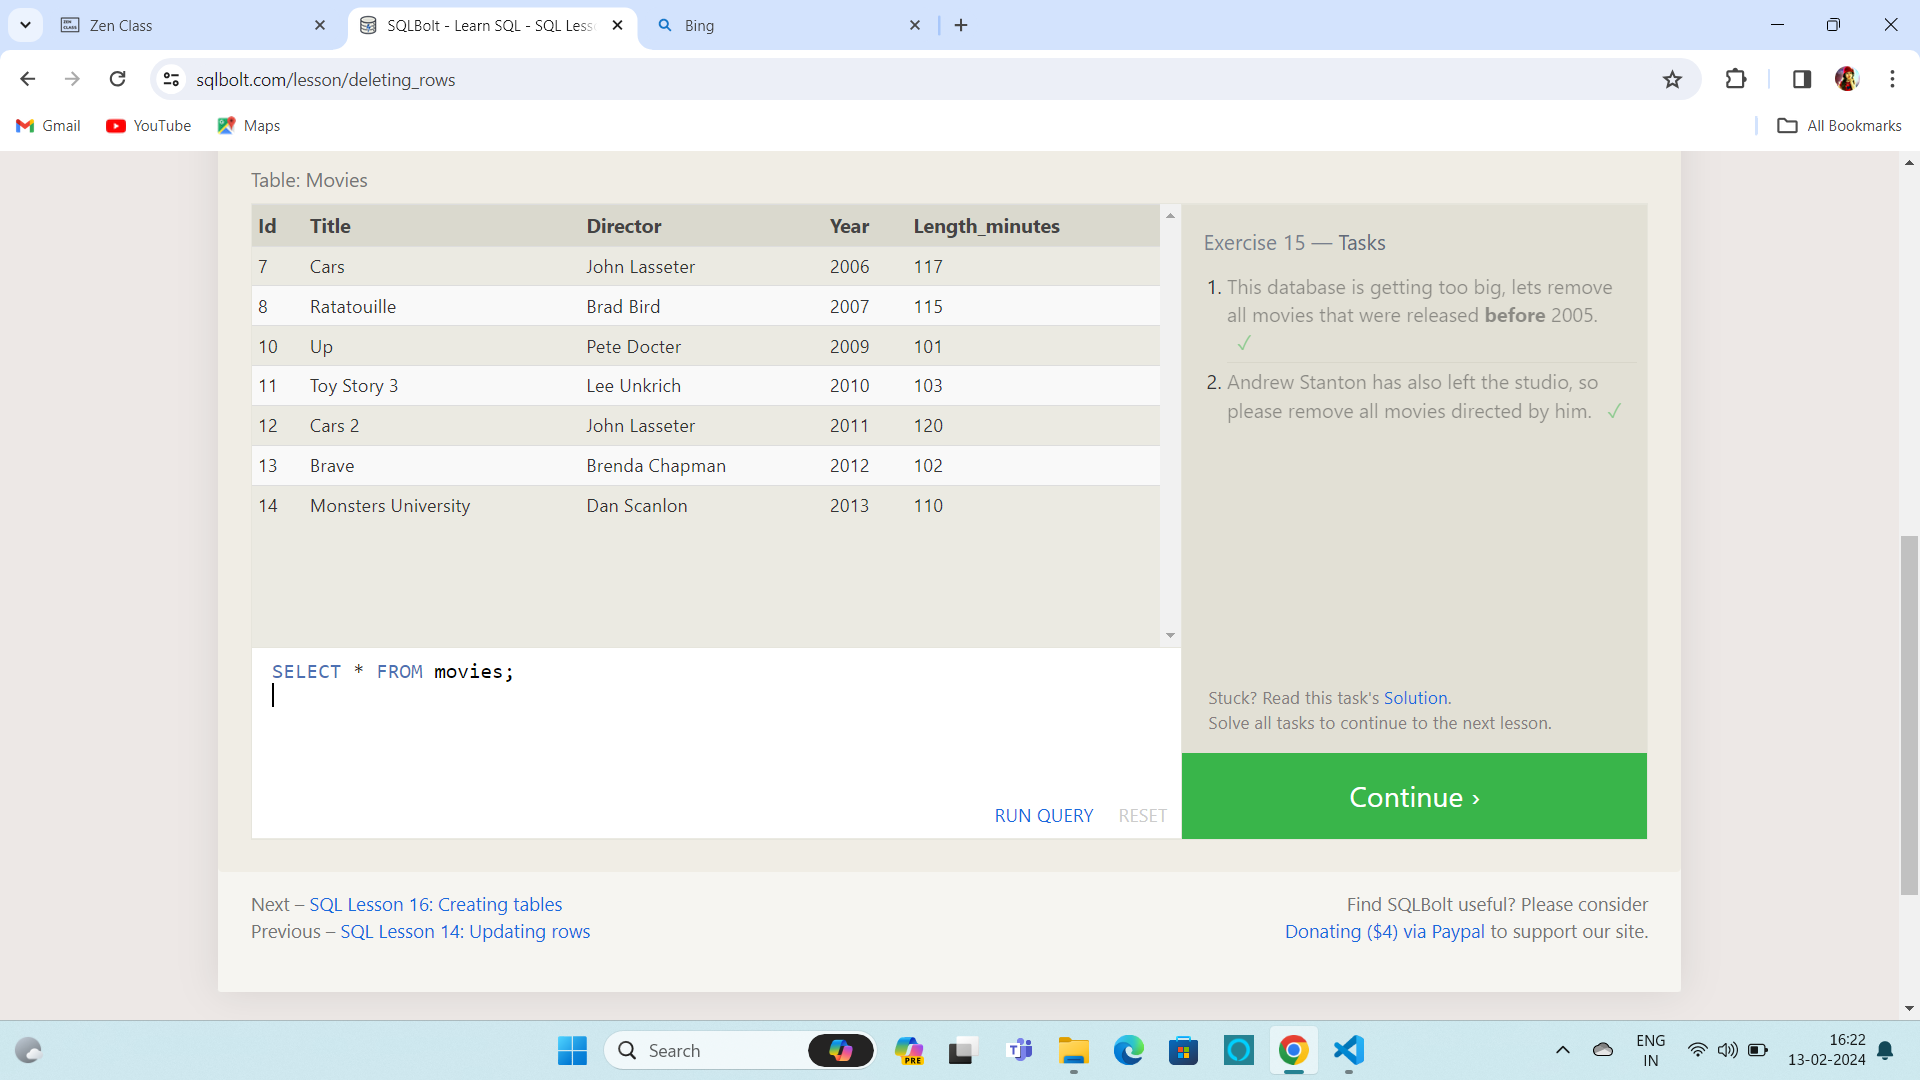 Zen Class
SQLBolt - Learn SQL - SQL Less
Bing
sqlbolt.com/lesson/deleting_rows
Gmail
YouTube
Maps
All Bookmarks
Table: Movies
Id Title Director Year Length_minutes
7 Cars John Lasseter 2006 117
8 Ratatouille Brad Bird 2007 115
10 Up Pete Docter 2009 101
11 Toy Story 3 Lee Unkrich 2010 103
12 Cars 2 John Lasseter 2011 120
13 Brave Brenda Chapman 2012 102
14 Monsters University Dan Scanlon 2013 110
SELECT * FROM movies;
RUN QUERY RESET
Exercise 15 — Tasks
1. This database is getting too big, lets remove
all movies that were released before 2005.
✓
2. Andrew Stanton has also left the studio, so
please remove all movies directed by him. ✓
Stuck? Read this task's Solution.
Solve all tasks to continue to the next lesson.
Continue ›
Next – SQL Lesson 16: Creating tables
Previous – SQL Lesson 14: Updating rows
Find SQLBolt useful? Please consider
Donating ($4) via Paypal to support our site.
Search
PRE
ENG
IN
16:22
13-02-2024